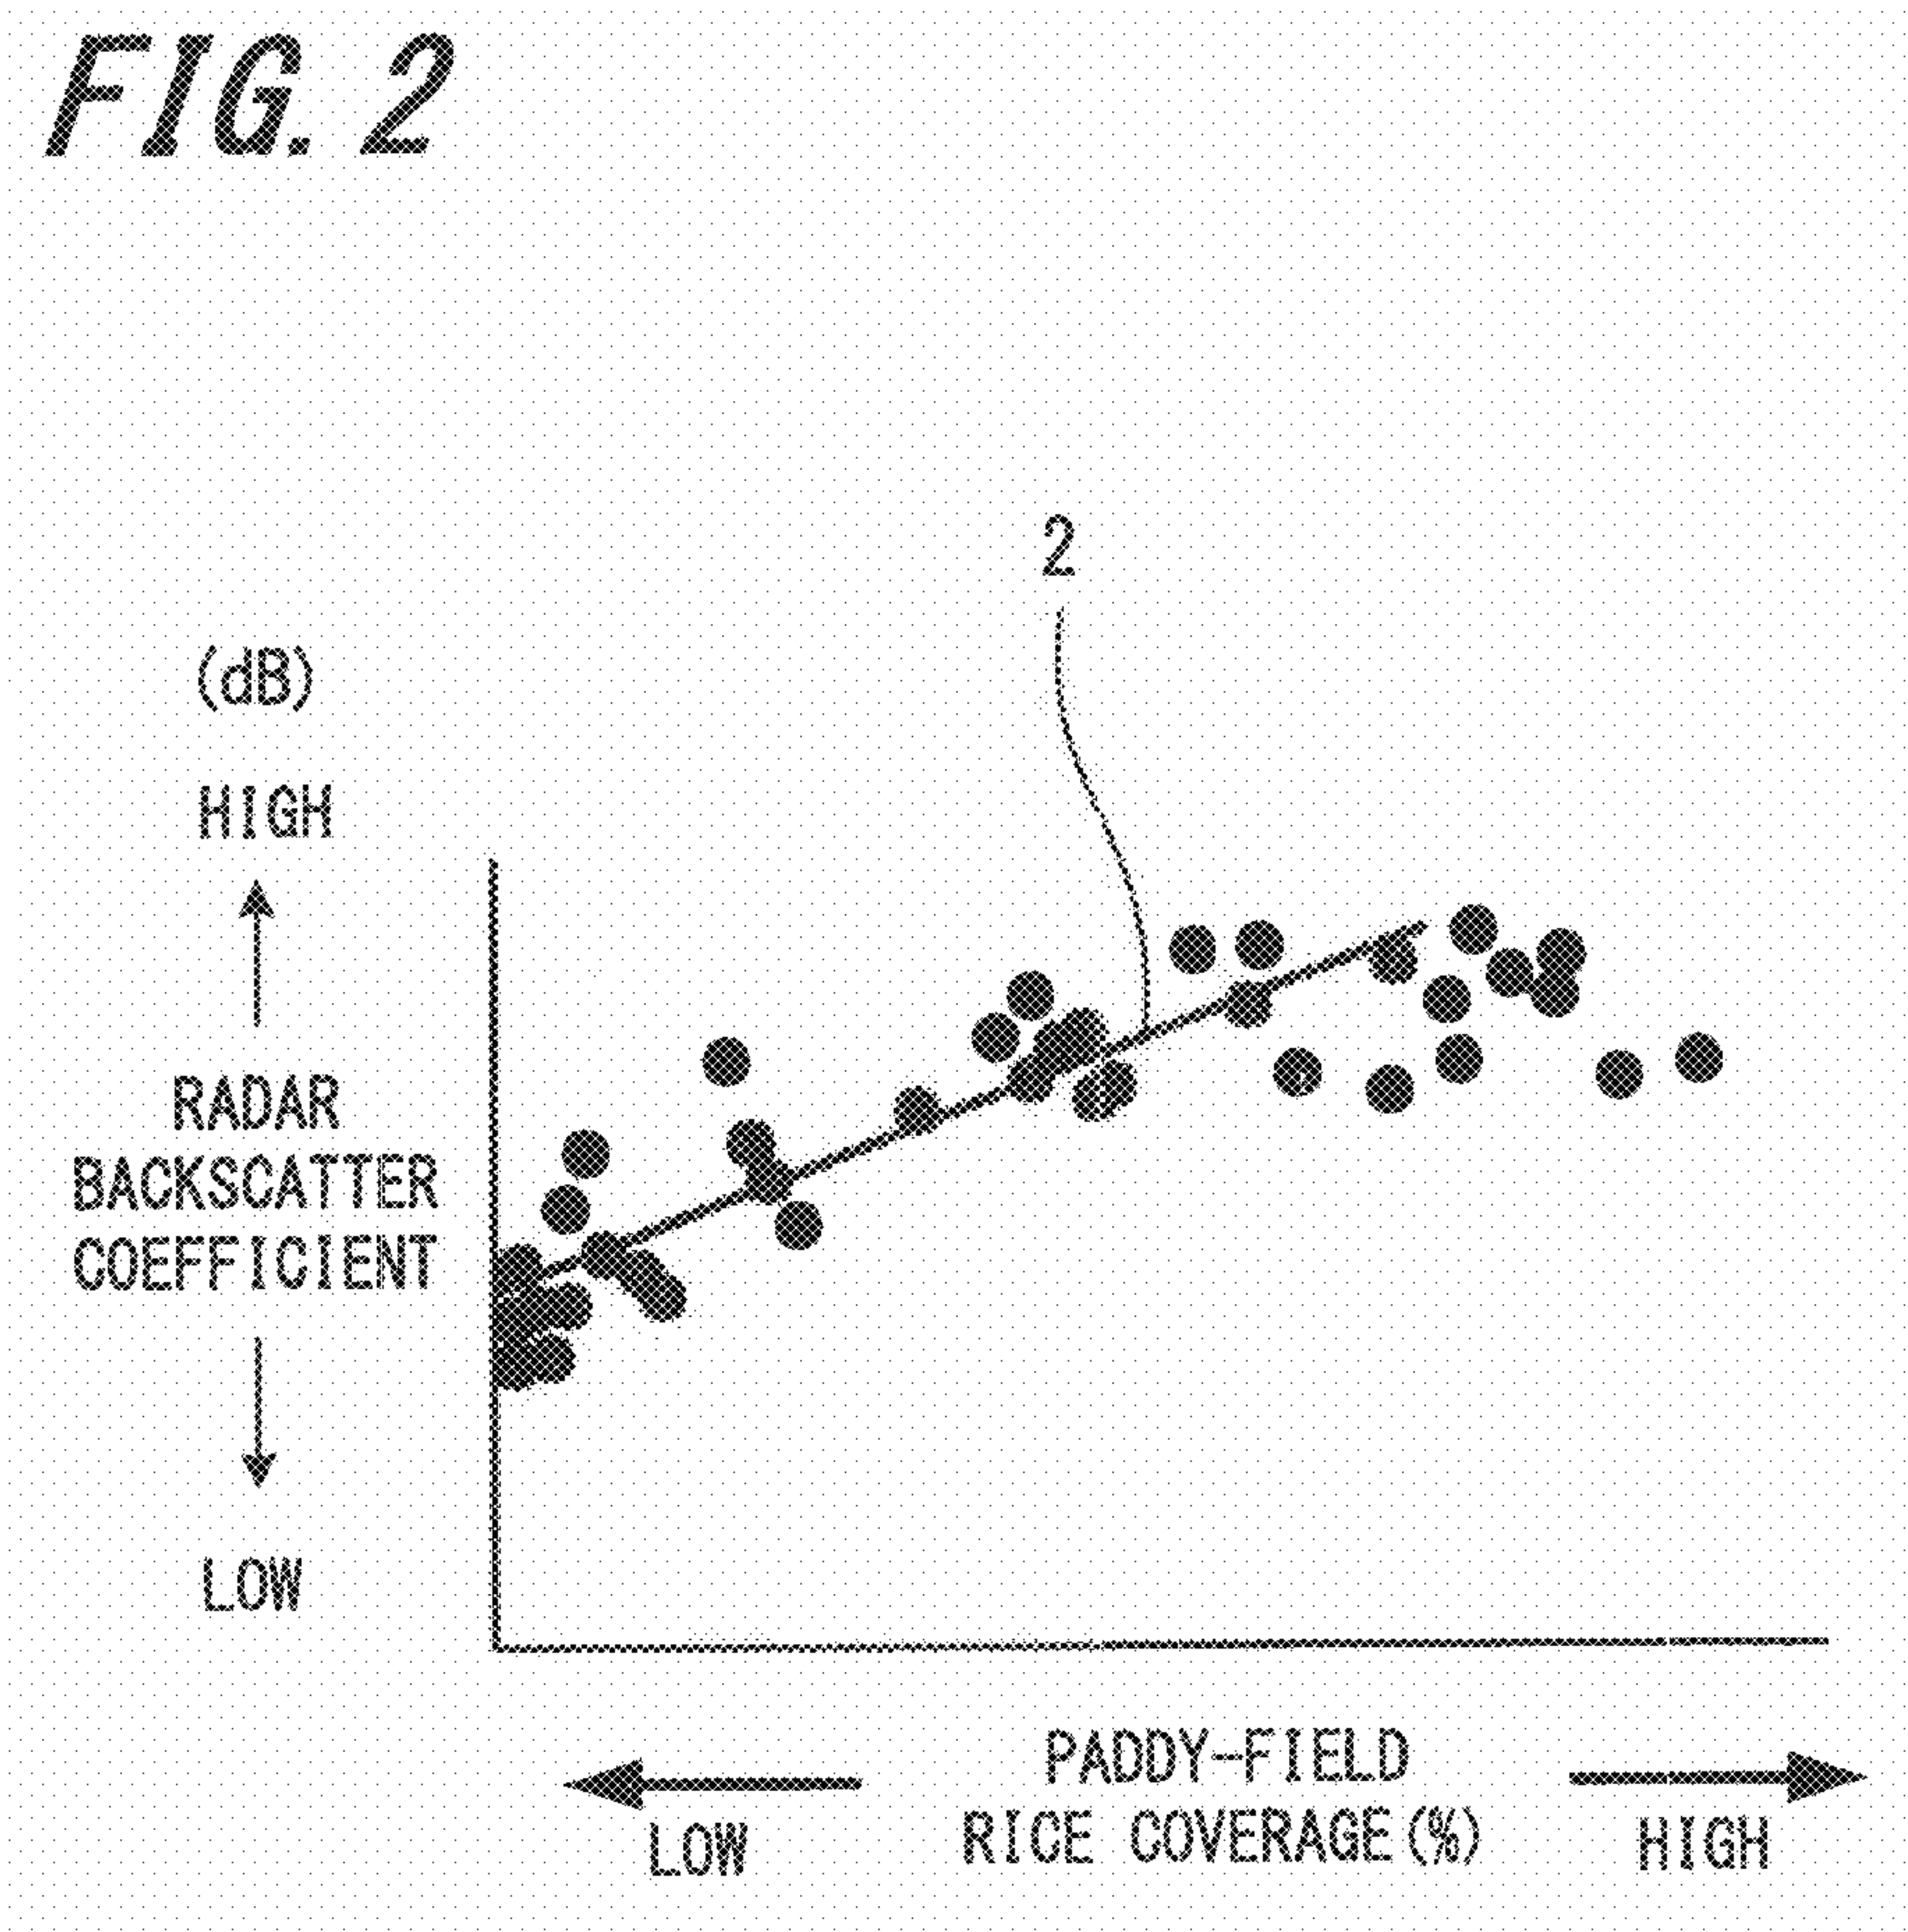 FIG. 2
2
(dB)
HIGH
RADAR
BACKSCATTER
COEFFICIENT
LOW
PADDY-FIELD
RICE COVERAGE(%)
LOW
HIGH